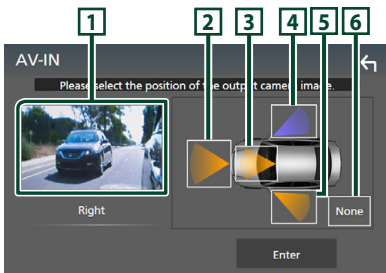 1 2 3 4 5 6
AV-IN
Please select the position of the output camera image.
Right
None
Enter